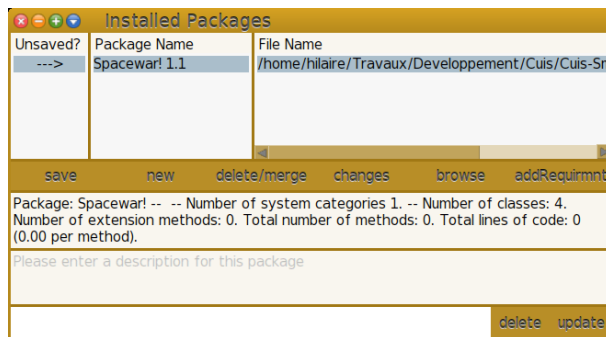 Installed Packages
Unsaved? Package Name File Name
---> Spacewar! 1.1 /home/hilaire/Travaux/Developpement/Cuis/Cuis-Sm
save new delete/merge changes browse addRequirmnt
Package: Spacewar! -- -- Number of system categories 1. -- Number of classes: 4.
Number of extension methods: 0. Total number of methods: 0. Total lines of code: 0
(0.00 per method).
Please enter a description for this package
delete update